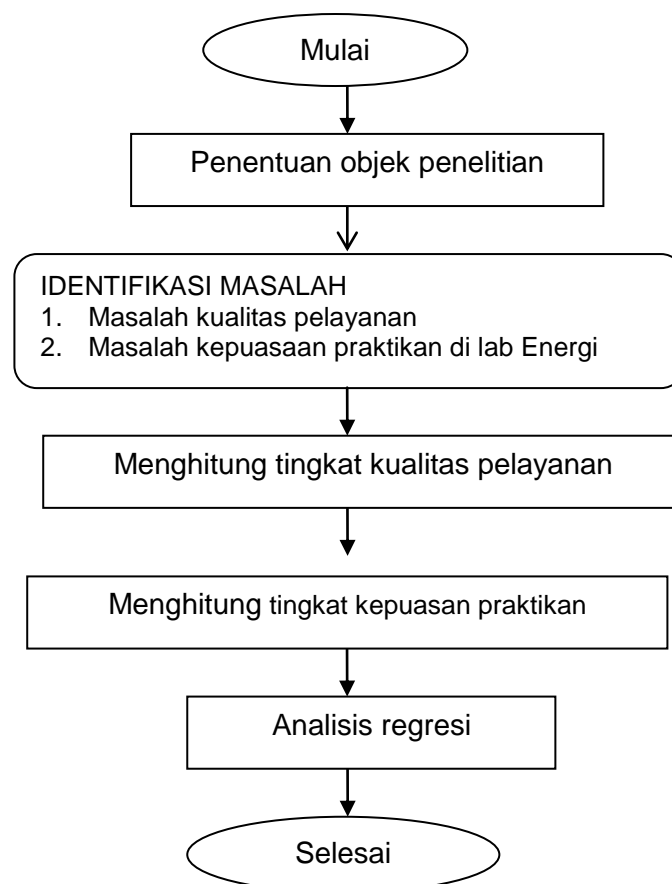 Mulai
Penentuan objek penelitian
IDENTIFIKASI MASALAH
1. Masalah kualitas pelayanan
2. Masalah kepuasaan praktikan di lab Energi
Menghitung tingkat kualitas pelayanan
Menghitung tingkat kepuasan praktikan
Analisis regresi
Selesai